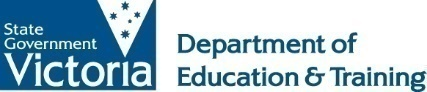 State
Government
Victoria
Department of
Education & Training